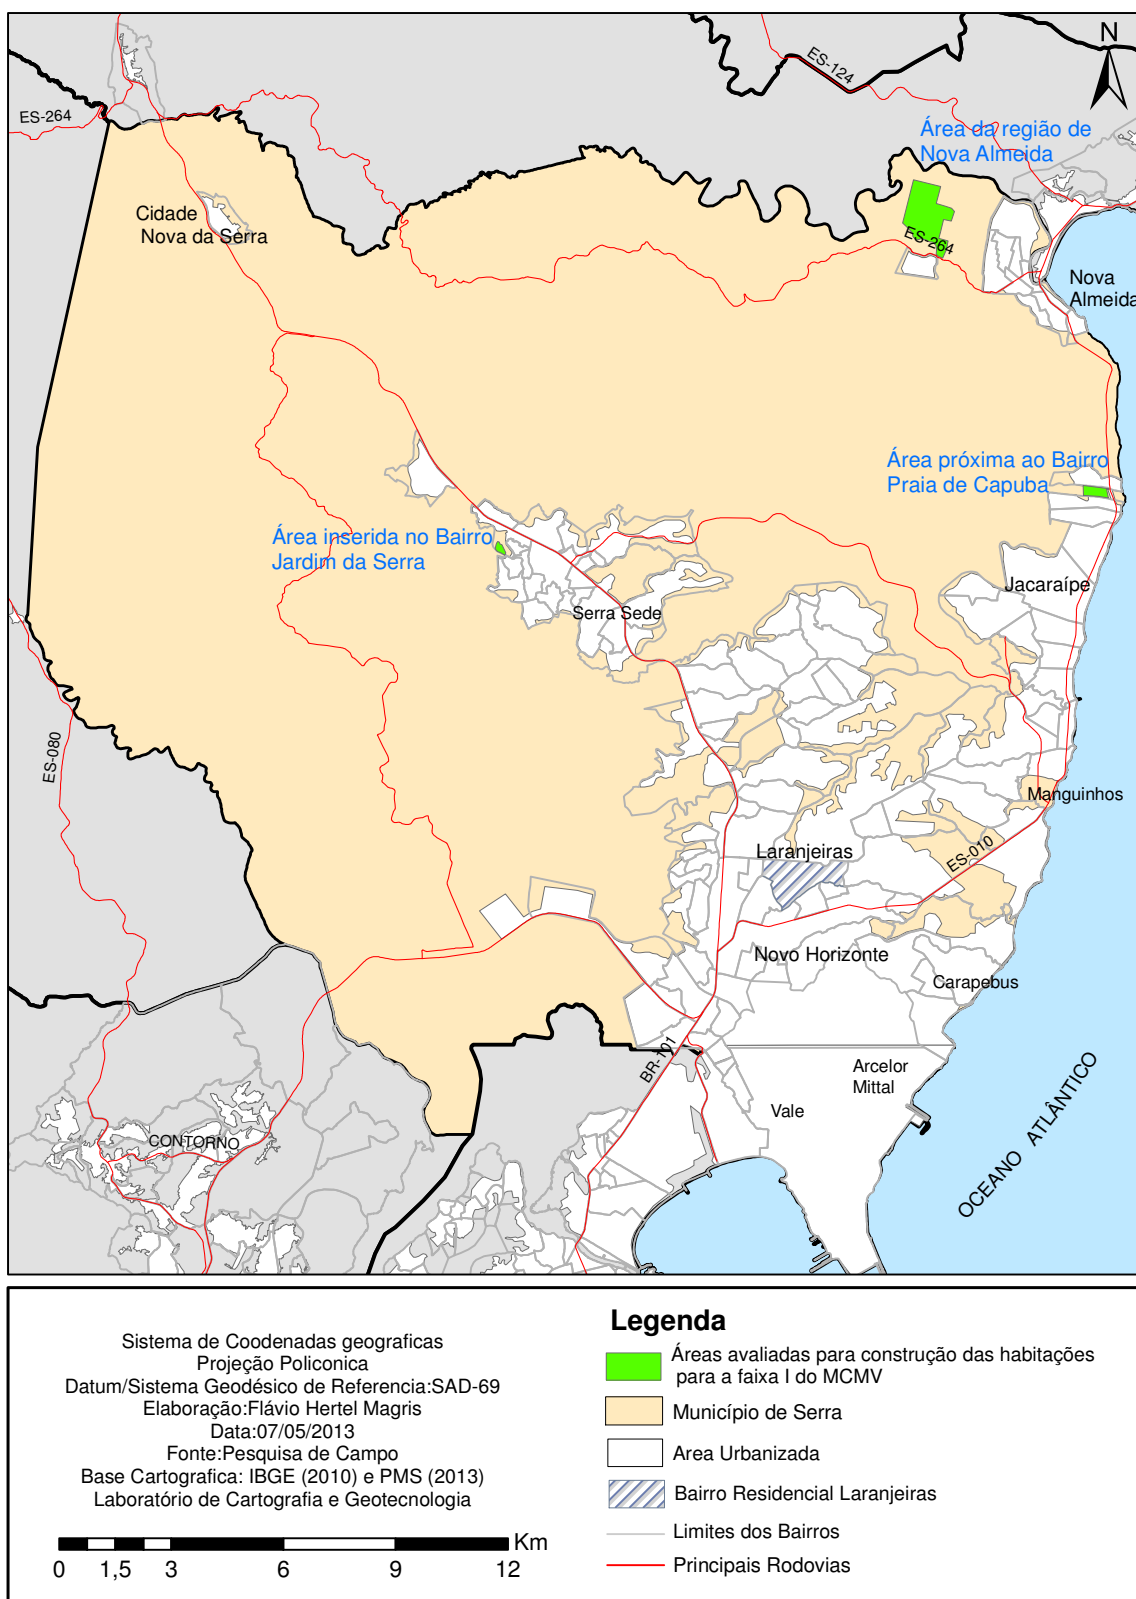 N
ES-124
ES-264
Área da região de
Nova Almeida
Cidade
Nova da Serra
ES-264
Nova
Almeida
Área próxima ao Bairro
Praia de Capuba
Área inserida no Bairro
Jardim da Serra
Jacaraípe
Serra Sede
ES-080
Manguinhos
ES-010
Laranjeiras
Novo Horizonte
Carapebus
BR-101
Arcelor
Mittal
Vale
OCEANO ATLÂNTICO
CONTORNO
Sistema de Coodenadas geograficas
Projeção Policonica
Datum/Sistema Geodésico de Referencia:SAD-69
Elaboração:Flávio Hertel Magris
Data:07/05/2013
Fonte:Pesquisa de Campo
Base Cartografica: IBGE (2010) e PMS (2013)
Laboratório de Cartografia e Geotecnologia
Km
0 1,5 3 6 9 12
Legenda
Áreas avaliadas para construção das habitações
para a faixa I do MCMV
Município de Serra
Area Urbanizada
Bairro Residencial Laranjeiras
Limites dos Bairros
Principais Rodovias